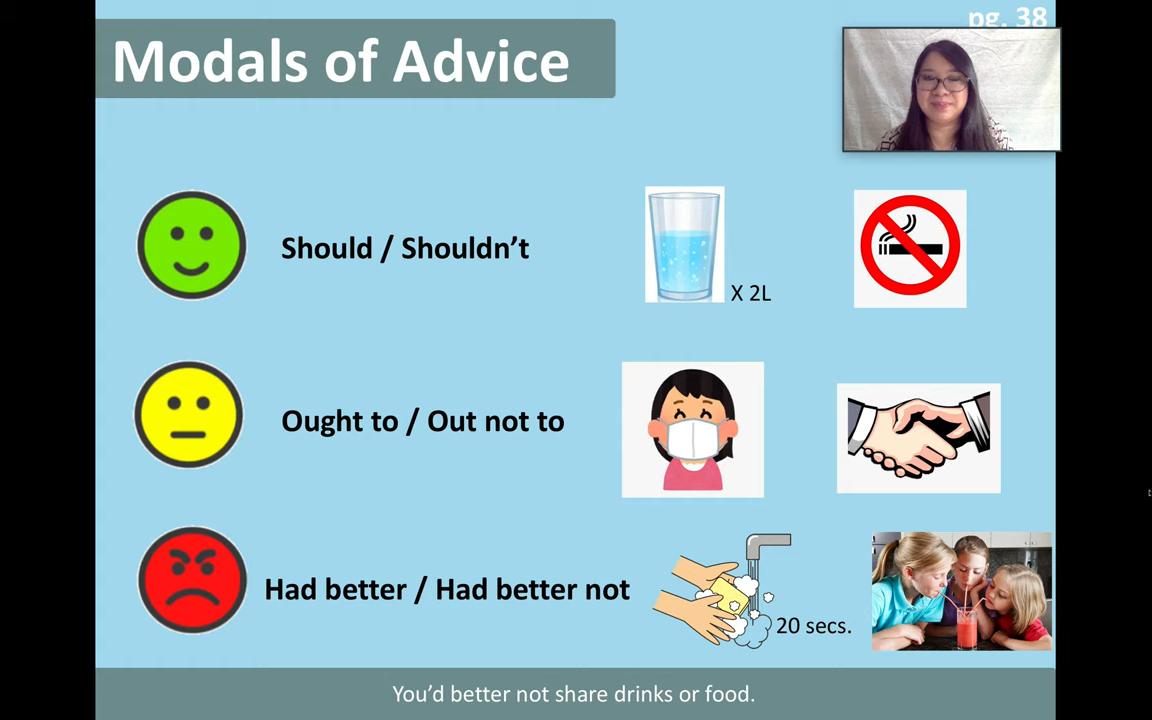 pg. 38
Modals of Advice
Should / Shouldn’t
X 2L
Ought to / Out not to
Had better / Had better not
20 secs.
You’d better not share drinks or food.